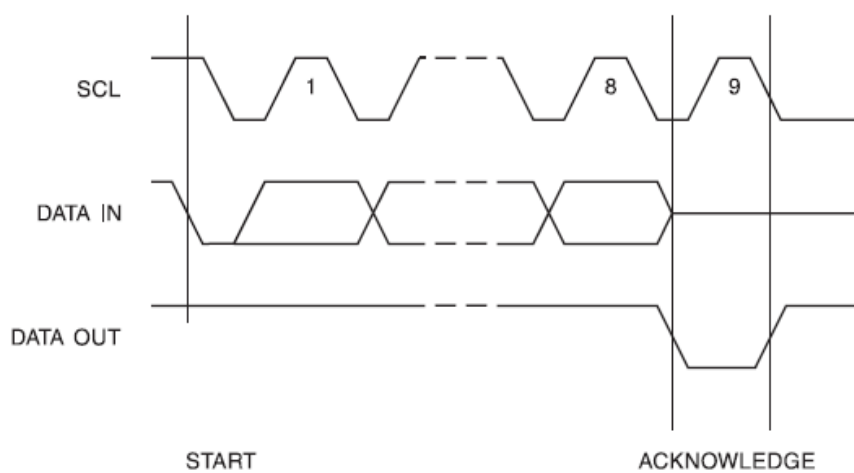 SCL
1
8
9
DATA IN
DATA OUT
START
ACKNOWLEDGE